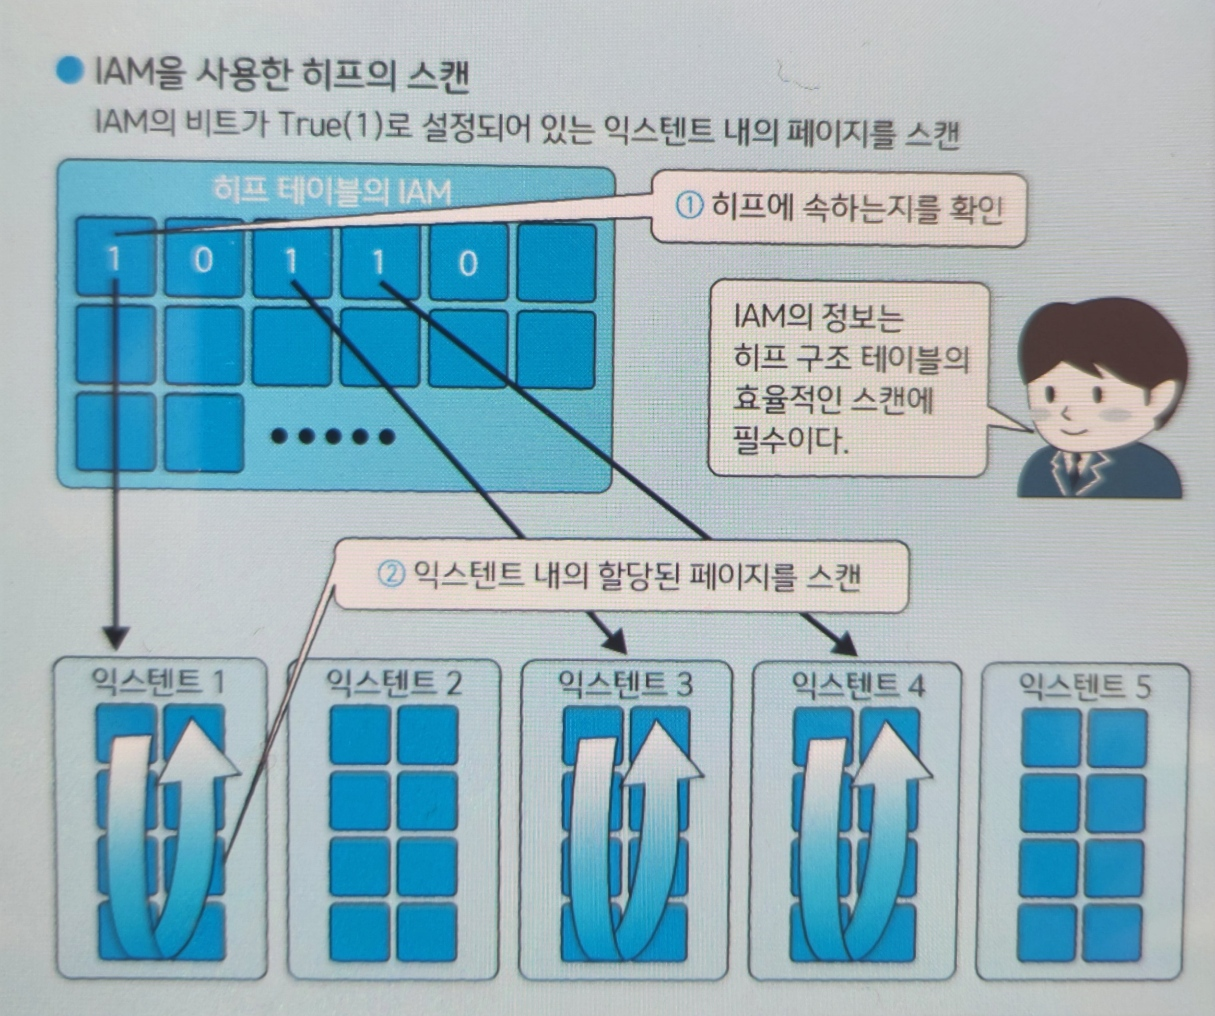 ● IAM을 사용한 히프의 스캔
IAM의 비트가 True(1)로 설정되어 있는 익스텐트 내의 페이지를 스캔
히프 테이블의 IAM
① 히프에 속하는지를 확인
1 0 1 1 0
IAM의 정보는
히프 구조 테이블의
효율적인 스캔에
필수이다.
●●●●●
② 익스텐트 내의 할당된 페이지를 스캔
익스텐트 1 익스텐트 2 익스텐트 3 익스텐트 4 익스텐트 5